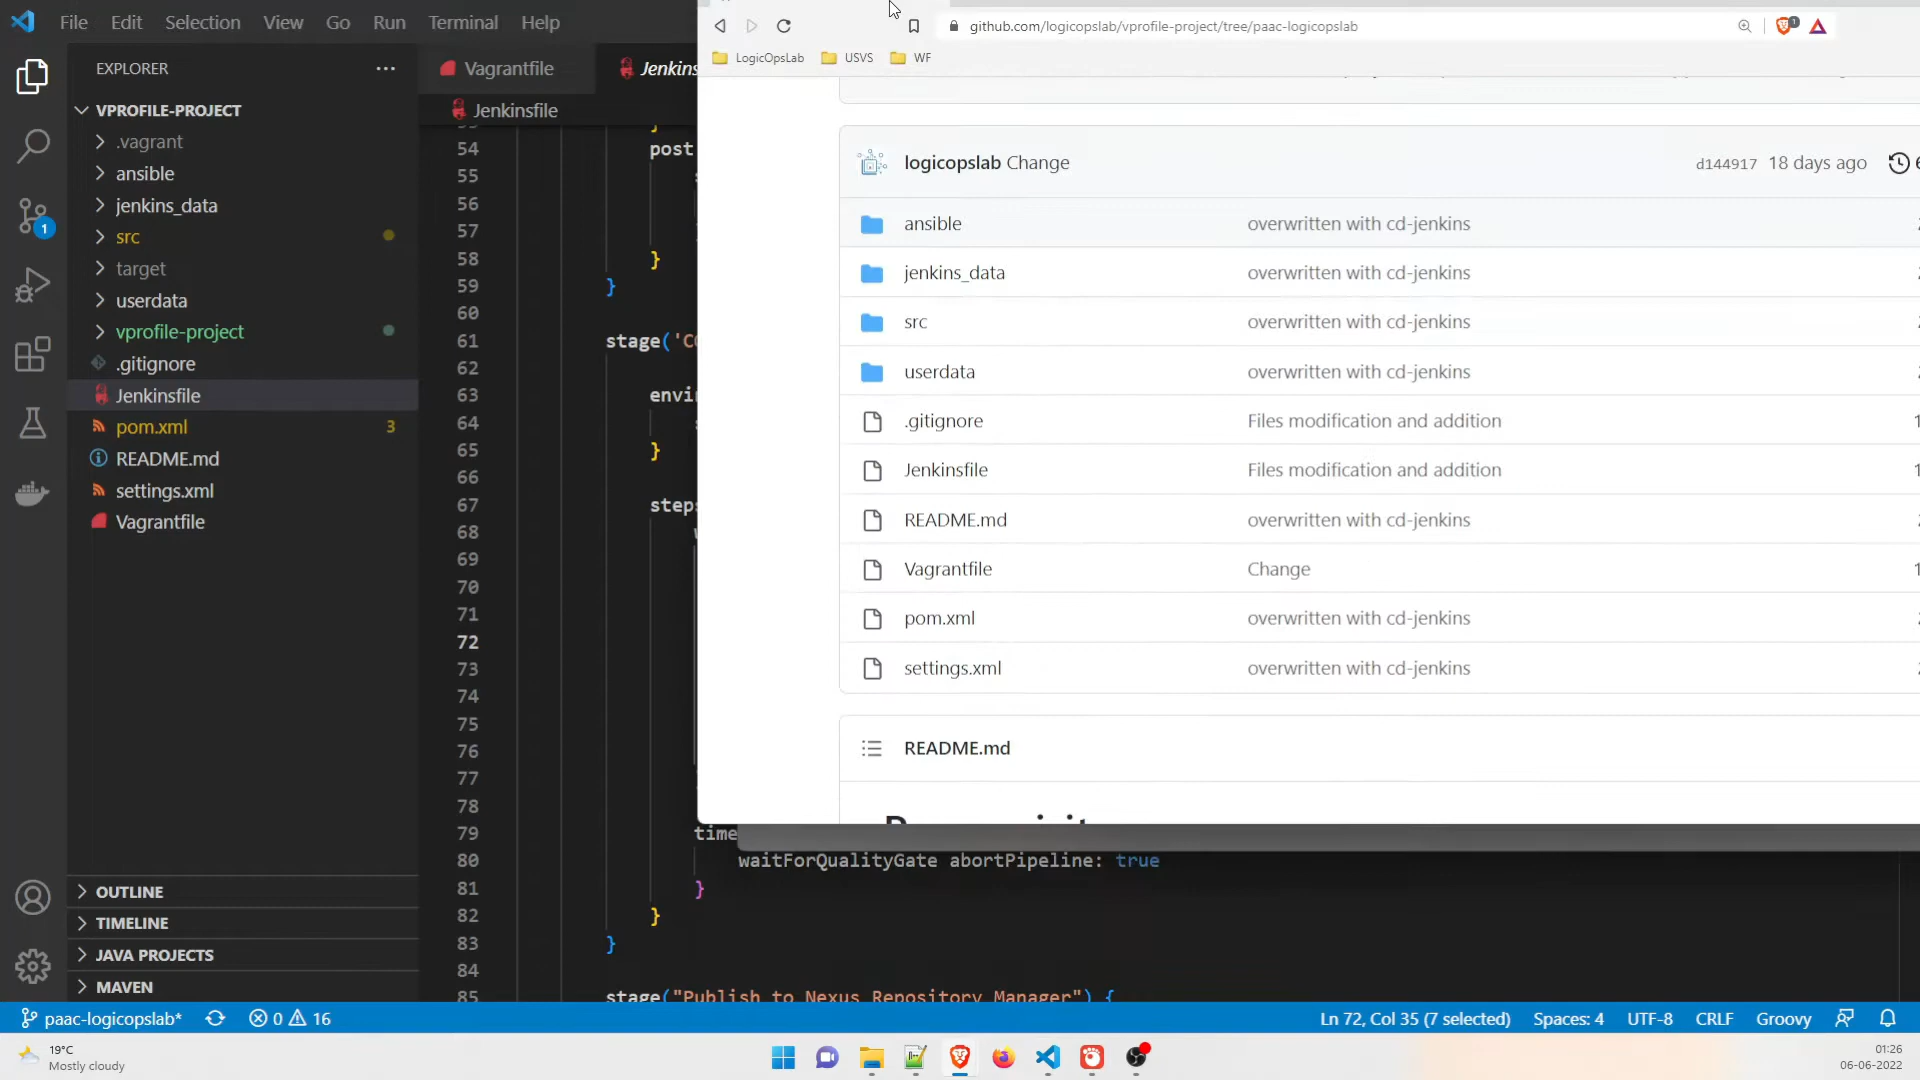 File Edit Selection View Go Run Terminal Help
github.com/logicopslab/vprofile-project/tree/paac-logicopslab
1
LogicOpsLab USVS WF
EXPLORER
VPROFILE-PROJECT
.vagrant
ansible
jenkins_data
src
target
userdata
vprofile-project
.gitignore
Jenkinsfile
pom.xml 3
README.md
settings.xml
Vagrantfile
OUTLINE
TIMELINE
JAVA PROJECTS
MAVEN
1
Vagrantfile
Jenkinsfile
54 post
55
56
57
58 }
59 }
60
61 stage('
62
63
64
65 }
66
67
68
69
70
71
72
73
74
75
76
77
78
79
80 waitForQualityGate abortPipeline: true
81 }
82 }
83 }
84
85 stage("Publish to Nexus Repository Manager") {
logicopslab Change d144917 18 days ago
ansible overwritten with cd-jenkins
jenkins_data overwritten with cd-jenkins
src overwritten with cd-jenkins
userdata overwritten with cd-jenkins
.gitignore Files modification and addition
Jenkinsfile Files modification and addition
README.md overwritten with cd-jenkins
Vagrantfile Change
pom.xml overwritten with cd-jenkins
settings.xml overwritten with cd-jenkins
README.md
paac-logicopslab* 0 16 Ln 72, Col 35 (7 selected) Spaces: 4 UTF-8 CRLF Groovy
19°C
Mostly cloudy
01:26
06-06-2022